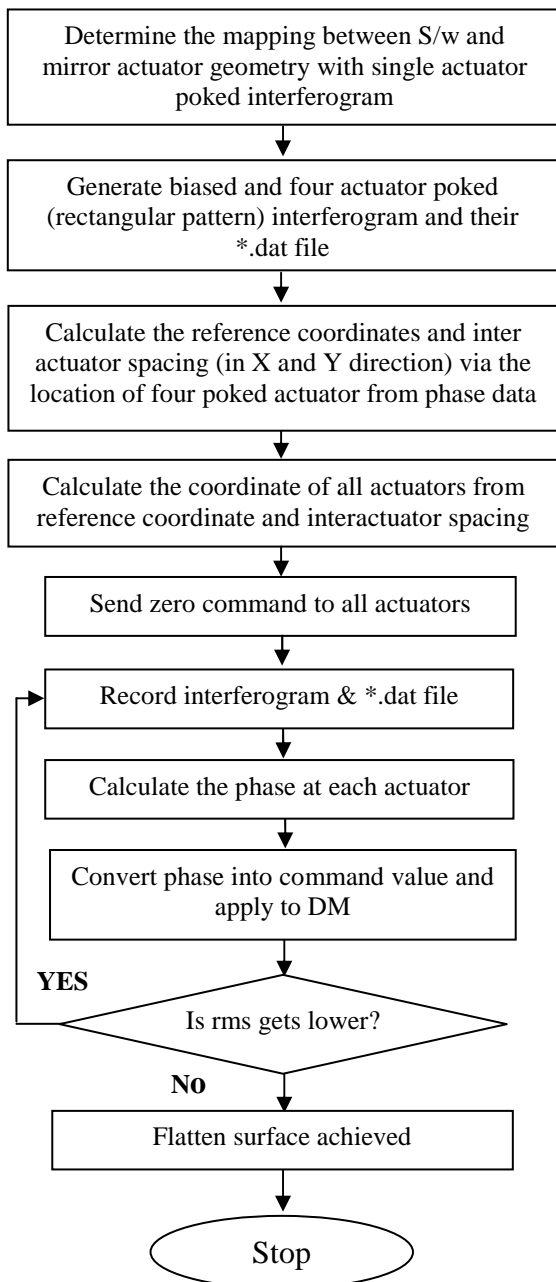 Determine the mapping between S/w and
mirror actuator geometry with single actuator
poked interferogram
Generate biased and four actuator poked
(rectangular pattern) interferogram and their
*.dat file
Calculate the reference coordinates and inter
actuator spacing (in X and Y direction) via the
location of four poked actuator from phase data
Calculate the coordinate of all actuators from
reference coordinate and interactuator spacing
Send zero command to all actuators
Record interferogram & *.dat file
Calculate the phase at each actuator
Convert phase into command value and
apply to DM
YES
Is rms gets lower?
No
Flatten surface achieved
Stop